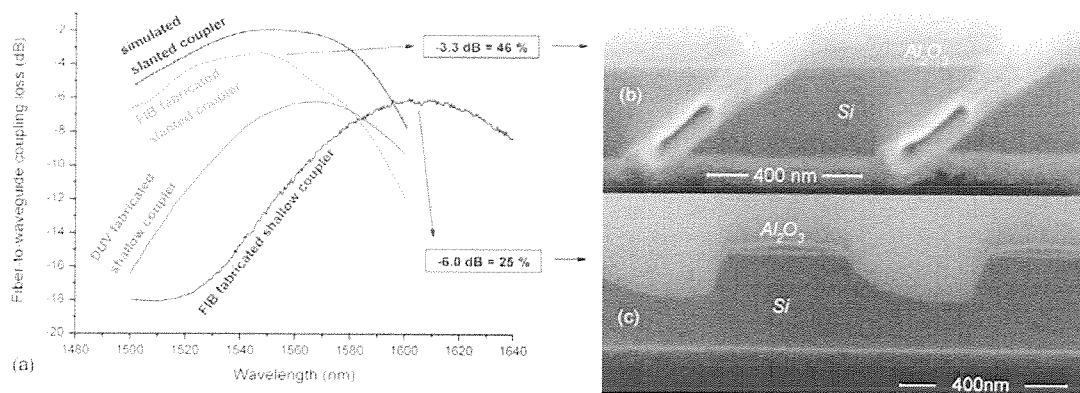 Fiber-to-waveguide coupling loss (dB)
-2
-4
-6
-8
-10
-12
-14
-16
-18
-20
simulated
slanted coupler
FIB fabricated
slanted coupler
DUV fabricated
shallow coupler
FIB fabricated shallow coupler
-3.3 dB = 46 %
-6.0 dB = 25 %
1480 1500 1520 1540 1560 1580 1600 1620 1640
Wavelength (nm)
(a)
Al₂O₃
(b)
Si
400 nm
Al₂O₃
(c)
Si
400nm